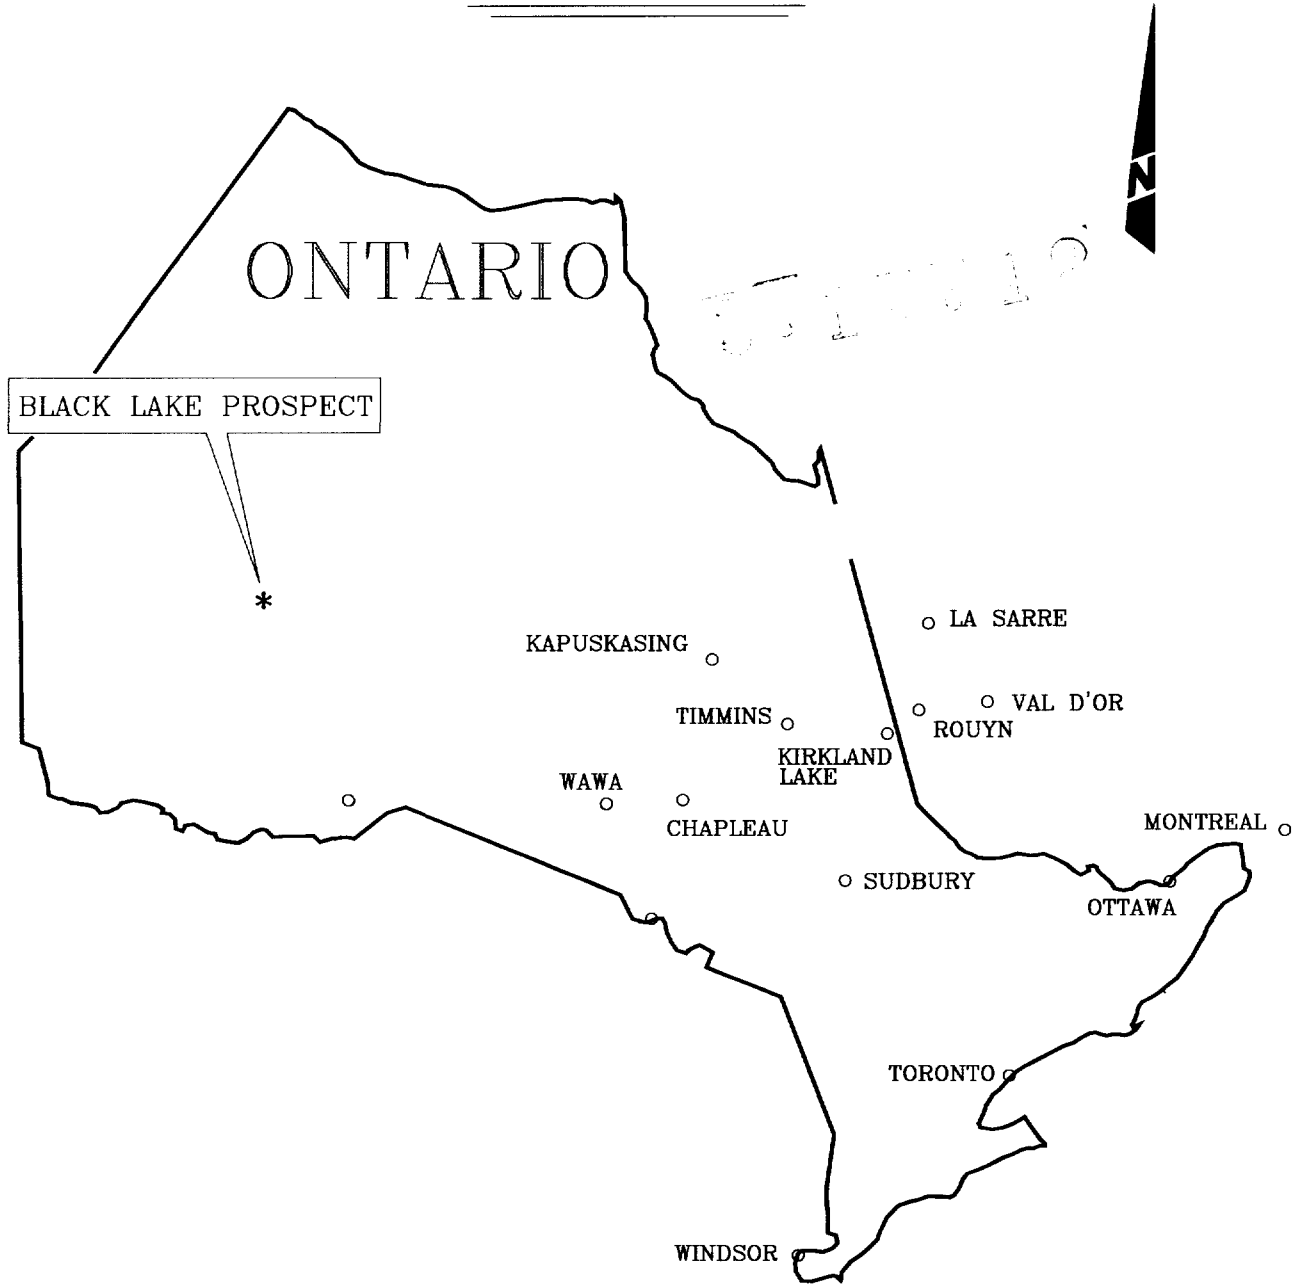 N
ONTARIO
BLACK LAKE PROSPECT
LA SARRE
KAPUSKASING
VAL D'OR
TIMMINS
ROUYN
KIRKLAND
LAKE
WAWA
CHAPLEAU
MONTREAL
SUDBURY
OTTAWA
TORONTO
WINDSOR